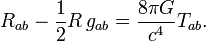 R_{ab} - \frac{1}{2} R \, g_{ab} = \frac{8 \pi G}{c^4} T_{ab}.